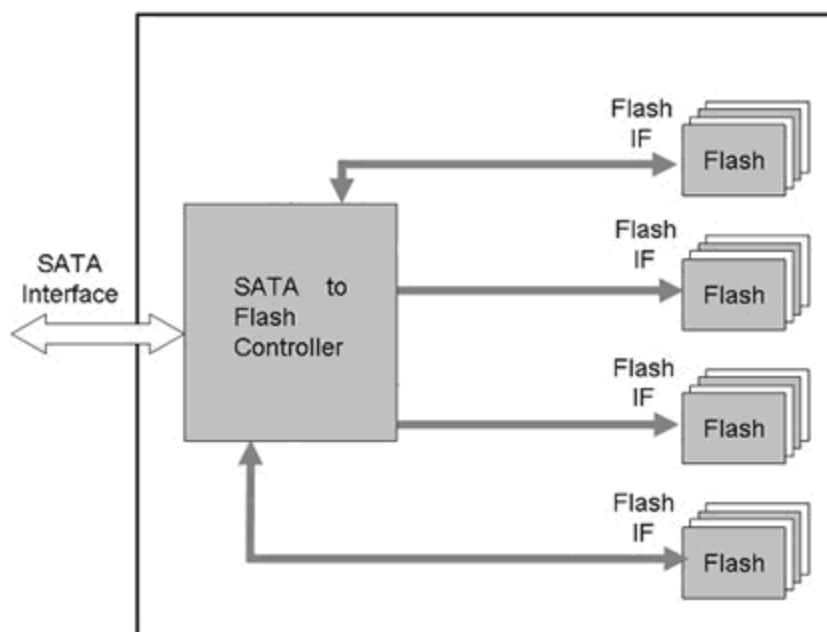 Flash
IF
Flash
Flash
IF
Flash
SATA
Interface
SATA to
Flash
Controller
Flash
IF
Flash
Flash
IF
Flash